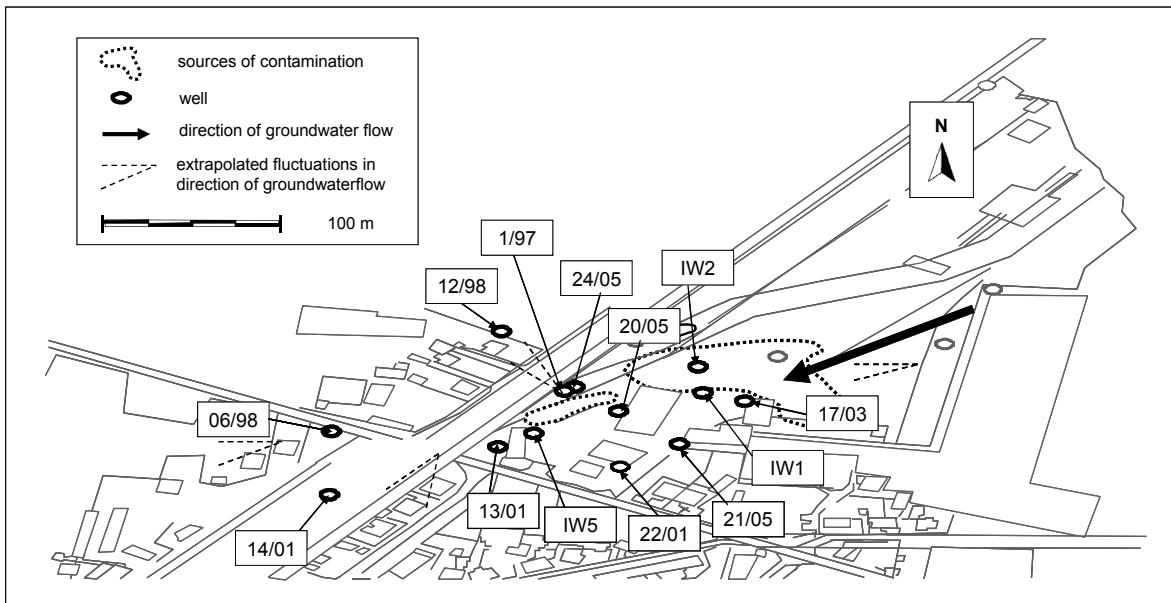 sources of contamination
well
direction of groundwater flow
extrapolated fluctuations in
direction of groundwaterflow
100 m
N
1/97
IW2
24/05
12/98
20/05
06/98
17/03
IW1
13/01
IW5
21/05
22/01
14/01